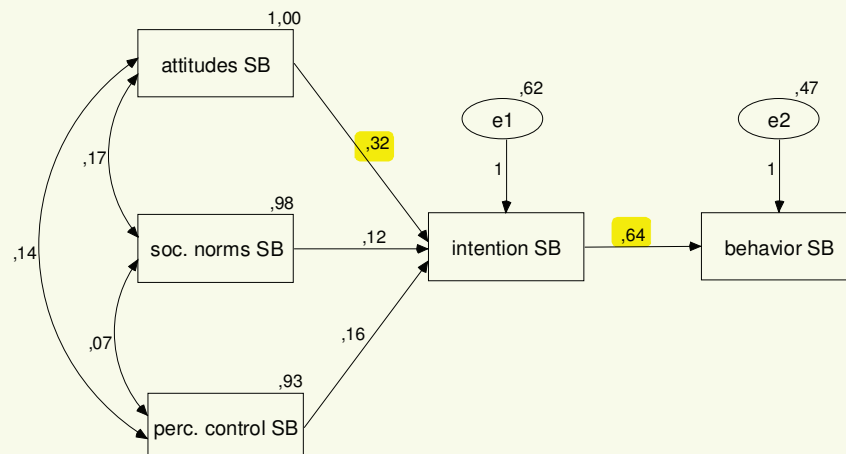 1,00
attitudes SB
,62
,47
e1
e2
,32
,17
1
1
,98
soc. norms SB
,12
intention SB
,64
behavior SB
,14
,16
,07
,93
perc. control SB